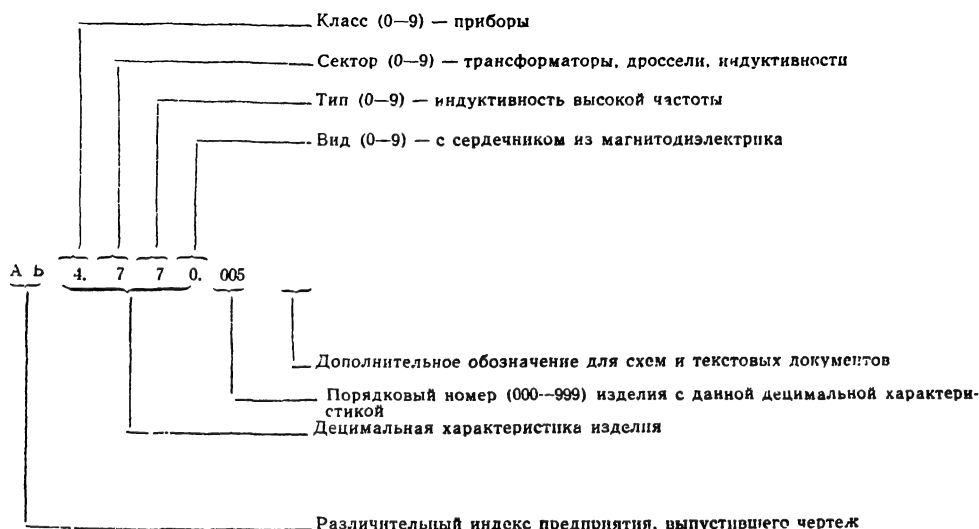 Класс (0—9) — приборы
Сектор (0—9) — трансформаторы, дроссели, индуктивности
Тип (0—9) — индуктивность высокой частоты
Вид (0—9) — с сердечником из магнитодиэлектрика
А Б 4. 7 7 0. 005
Дополнительное обозначение для схем и текстовых документов
Порядковый номер (000—999) изделия с данной децимальной характери-
стикой
Децимальная характеристика изделия
Различительный индекс предприятия, выпустившего чертеж